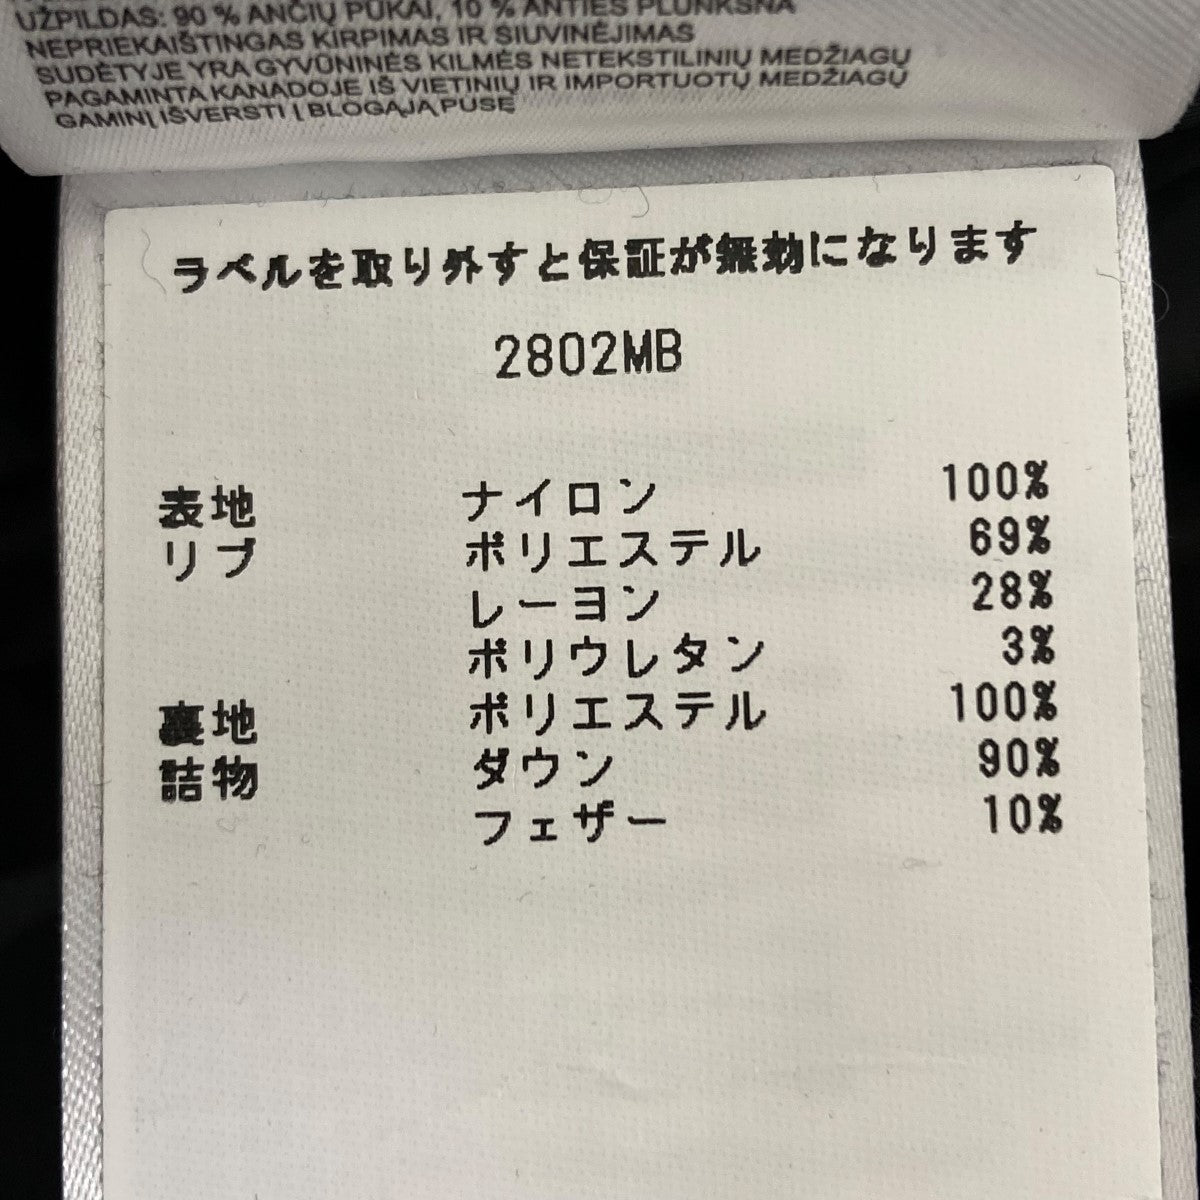 UŽPILDAS: 90 % ANČIŲ PŪKAI, 10 % ANTIES PLUNKSNA
NEPRIEKAIŠTINGAS KIRPIMAS IR SIUVINĖJIMAS
SUDĖTYJE YRA GYVŪNINĖS KILMĖS NETEKSTILINIŲ MEDŽIAGŲ
PAGAMINTA KANADOJE IŠ VIETINIŲ IR IMPORTUOTŲ MEDŽIAGŲ
GAMINĮ IŠVERSTI Į BLOGĄJĄ PUSĘ
ラベルを取り外すと保証が無効になります
2802MB
表地 ナイロン 100%
リブ ポリエステル 69%
レーヨン 28%
ポリウレタン 3%
裏地 ポリエステル 100%
詰物 ダウン 90%
フェザー 10%